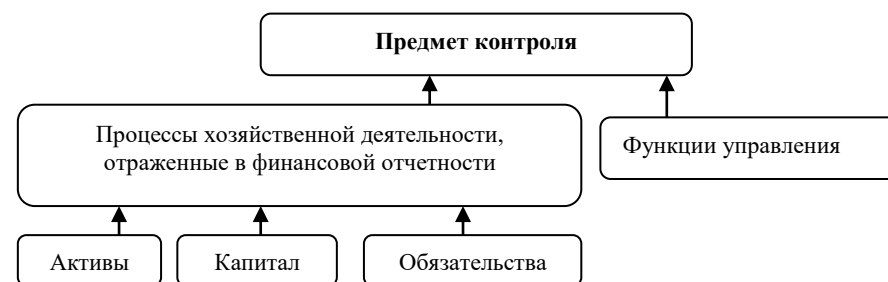 Предмет контроля
Процессы хозяйственной деятельности,
отраженные в финансовой отчетности
Функции управления
Активы
Капитал
Обязательства